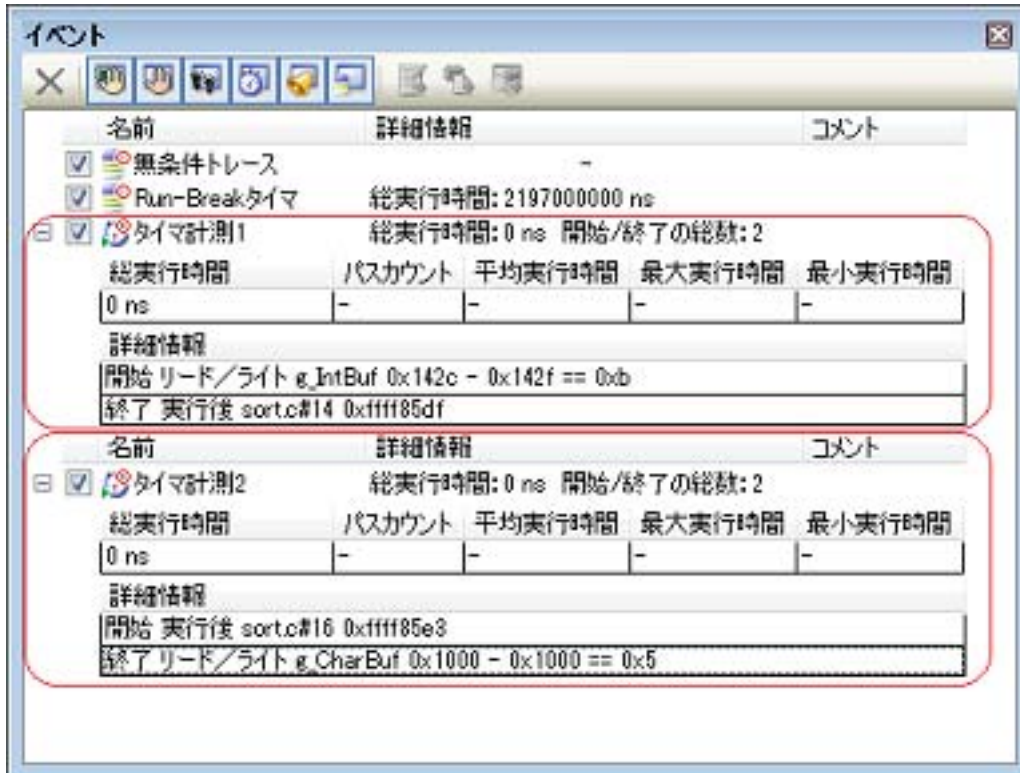 イベント
名前 詳細情報 コメント
無条件トレース -
Run-Breakタイマ 総実行時間: 2197000000 ns
タイマ計測1 総実行時間: 0 ns 開始/終了の総数: 2
総実行時間 パスカウント 平均実行時間 最大実行時間 最小実行時間
0 ns - - - -
詳細情報
開始 リード/ライト g_IntBuf 0x142c - 0x142f == 0xb
終了 実行後 sort.c#14 0xffff85df
名前 詳細情報 コメント
タイマ計測2 総実行時間: 0 ns 開始/終了の総数: 2
総実行時間 パスカウント 平均実行時間 最大実行時間 最小実行時間
0 ns - - - -
詳細情報
開始 実行後 sort.c#16 0xffff85e3
終了 リード/ライト g_CharBuf 0x1000 - 0x1000 == 0x5